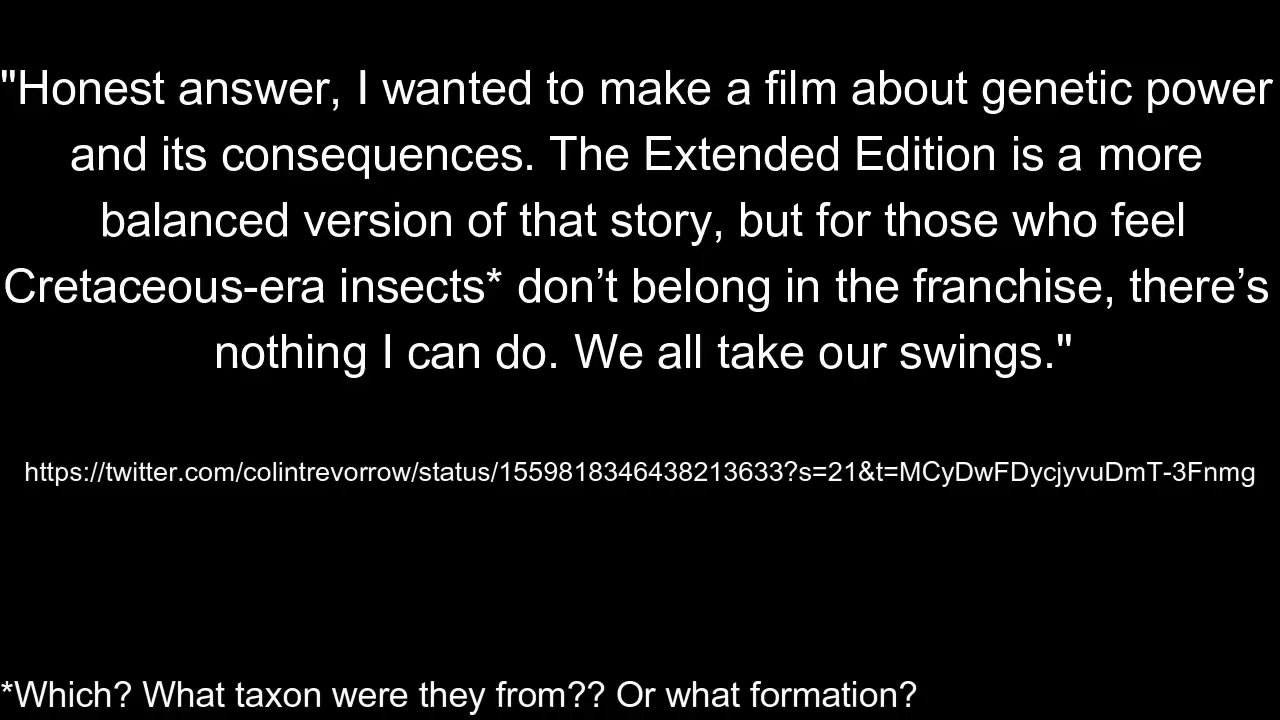 "Honest answer, I wanted to make a film about genetic power
and its consequences. The Extended Edition is a more
balanced version of that story, but for those who feel
Cretaceous-era insects* don’t belong in the franchise, there’s
nothing I can do. We all take our swings."
https://twitter.com/colintrevorrow/status/1559818346438213633?s=21&t=MCyDwFDycjyvuDmT-3Fnmg
*Which? What taxon were they from?? Or what formation?